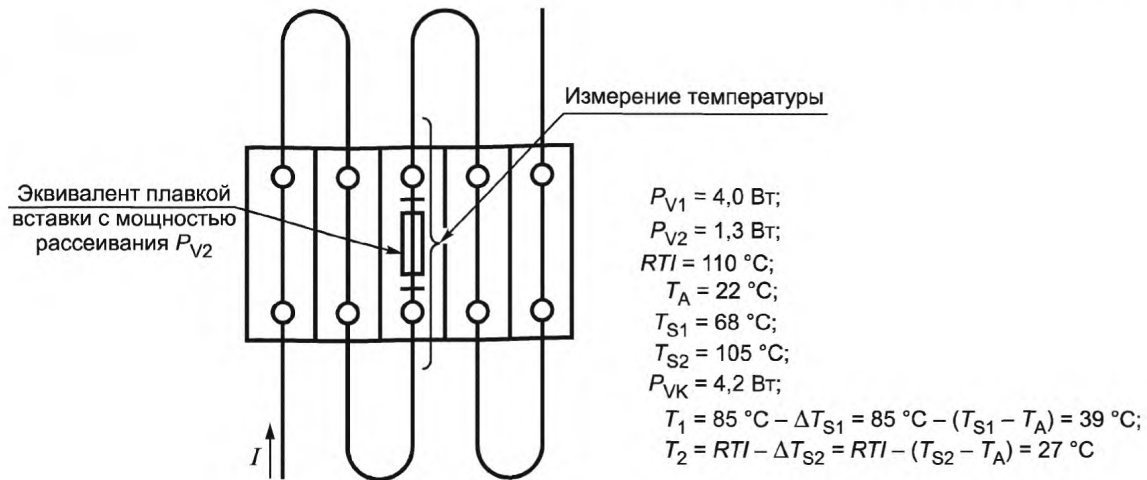 Измерение температуры
Эквивалент плавкой
вставки с мощностью
рассеивания P_V2
P_V1 = 4,0 Вт;
P_V2 = 1,3 Вт;
RTI = 110 °C;
T_A = 22 °C;
T_S1 = 68 °C;
T_S2 = 105 °C;
P_VK = 4,2 Вт;
T_1 = 85 °C – ΔT_S1 = 85 °C – (T_S1 – T_A) = 39 °C;
T_2 = RTI – ΔT_S2 = RTI – (T_S2 – T_A) = 27 °C
I